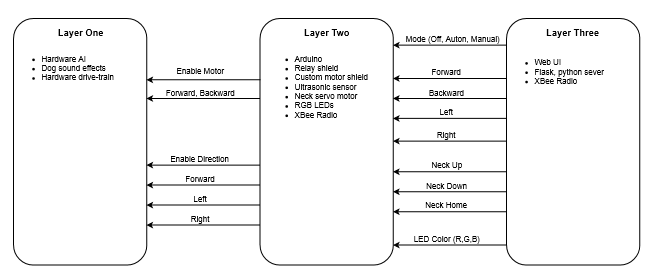 Layer One
• Hardware AI
• Dog sound effects
• Hardware drive-train
Enable Motor
Forward, Backward
Enable Direction
Forward
Left
Right
Layer Two
• Arduino
• Relay shield
• Custom motor shield
• Ultrasonic sensor
• Neck servo motor
• RGB LEDs
• XBee Radio
Mode (Off, Auton, Manual)
Forward
Backward
Left
Right
Neck Up
Neck Down
Neck Home
LED Color (R,G,B)
Layer Three
• Web UI
• Flask, python sever
• XBee Radio